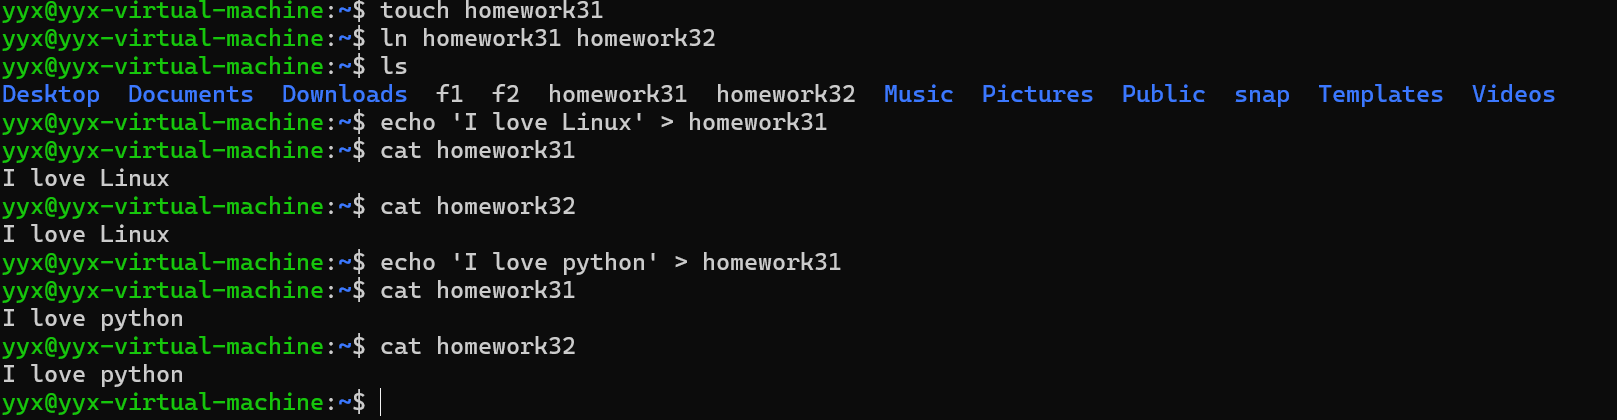 yyx@yyx-virtual-machine:~$ touch homework31
yyx@yyx-virtual-machine:~$ ln homework31 homework32
yyx@yyx-virtual-machine:~$ ls
Desktop  Documents  Downloads  f1  f2  homework31  homework32  Music  Pictures  Public  snap  Templates  Videos
yyx@yyx-virtual-machine:~$ echo 'I love Linux' > homework31
yyx@yyx-virtual-machine:~$ cat homework31
I love Linux
yyx@yyx-virtual-machine:~$ cat homework32
I love Linux
yyx@yyx-virtual-machine:~$ echo 'I love python' > homework31
yyx@yyx-virtual-machine:~$ cat homework31
I love python
yyx@yyx-virtual-machine:~$ cat homework32
I love python
yyx@yyx-virtual-machine:~$